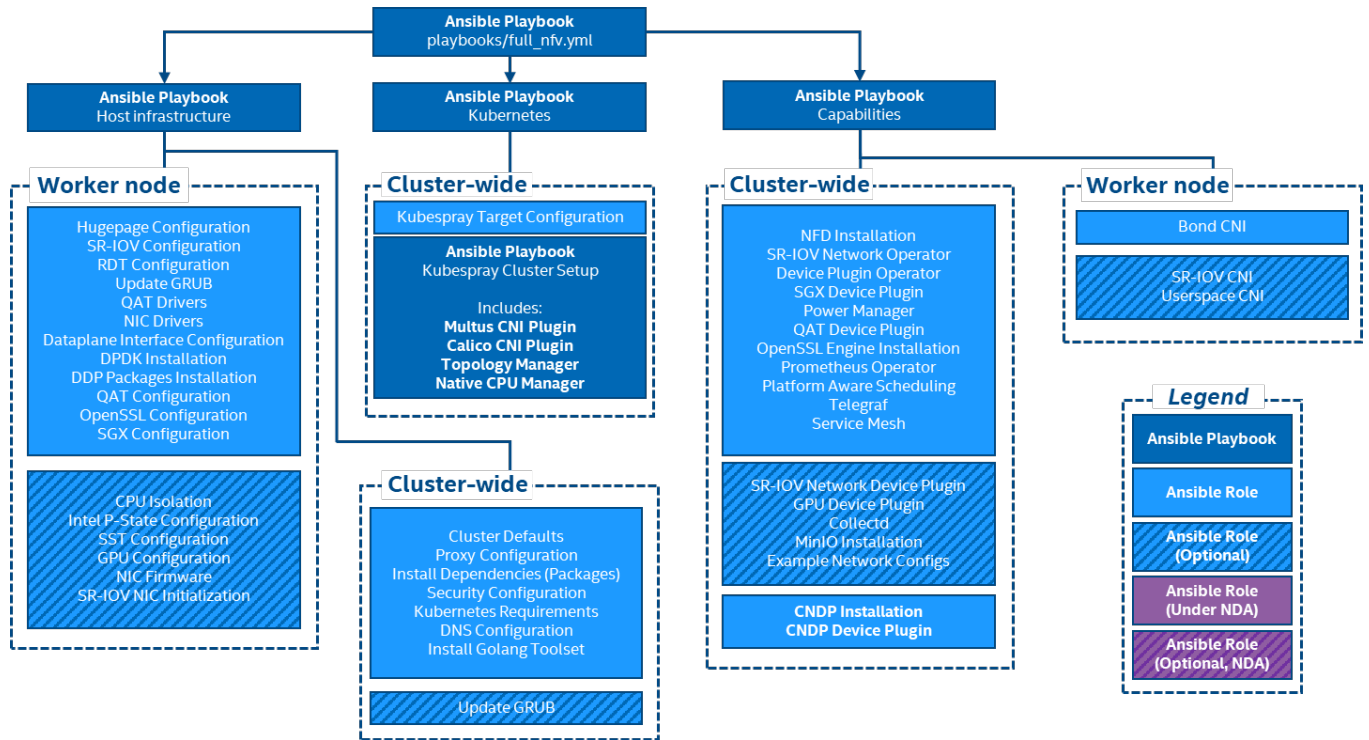 Ansible Playbook
playbooks/full_nfv.yml
Ansible Playbook
Host infrastructure
Ansible Playbook
Kubernetes
Ansible Playbook
Capabilities
Worker node
Hugepage Configuration
SR-IOV Configuration
RDT Configuration
Update GRUB
QAT Drivers
NIC Drivers
Dataplane Interface Configuration
DPDK Installation
DDP Packages Installation
QAT Configuration
OpenSSL Configuration
SGX Configuration
CPU Isolation
Intel P-State Configuration
SST Configuration
GPU Configuration
NIC Firmware
SR-IOV NIC Initialization
Cluster-wide
Kubespray Target Configuration
Ansible Playbook
Kubespray Cluster Setup
Includes:
Multus CNI Plugin
Calico CNI Plugin
Topology Manager
Native CPU Manager
Cluster-wide
Cluster Defaults
Proxy Configuration
Install Dependencies (Packages)
Security Configuration
Kubernetes Requirements
DNS Configuration
Install Golang Toolset
Update GRUB
Cluster-wide
NFD Installation
SR-IOV Network Operator
Device Plugin Operator
SGX Device Plugin
Power Manager
QAT Device Plugin
OpenSSL Engine Installation
Prometheus Operator
Platform Aware Scheduling
Telegraf
Service Mesh
SR-IOV Network Device Plugin
GPU Device Plugin
Collectd
MinIO Installation
Example Network Configs
CNDP Installation
CNDP Device Plugin
Worker node
Bond CNI
SR-IOV CNI
Userspace CNI
Legend
Ansible Playbook
Ansible Role
Ansible Role
(Optional)
Ansible Role
(Under NDA)
Ansible Role
(Optional, NDA)